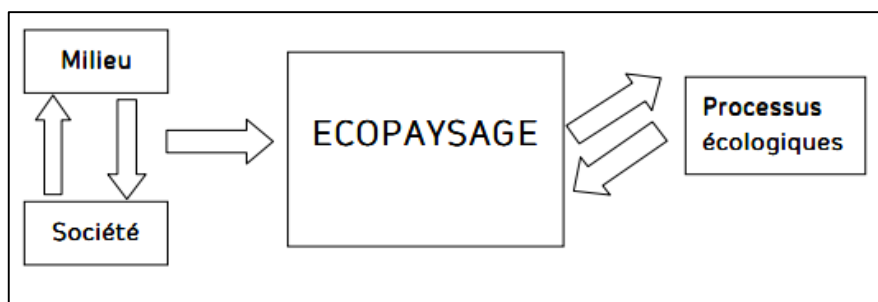 Milieu
ECOPAYSAGE
Processus
écologiques
Société